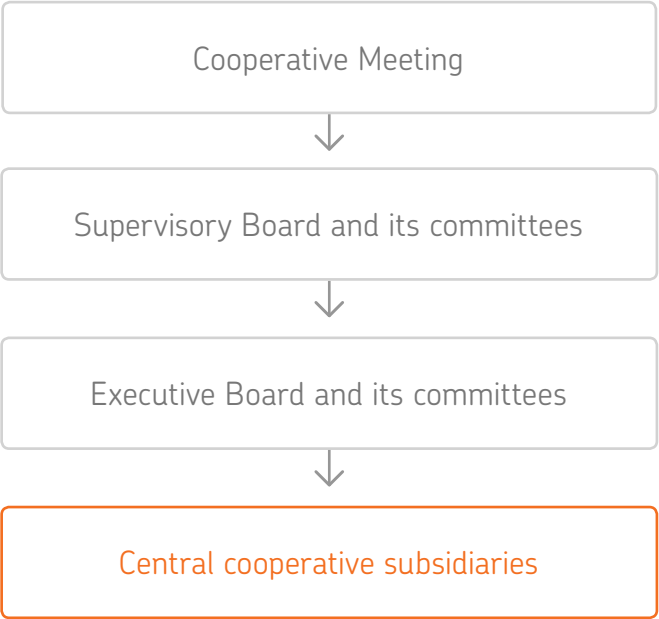 Cooperative Meeting
Supervisory Board and its committees
Executive Board and its committees
Central cooperative subsidiaries